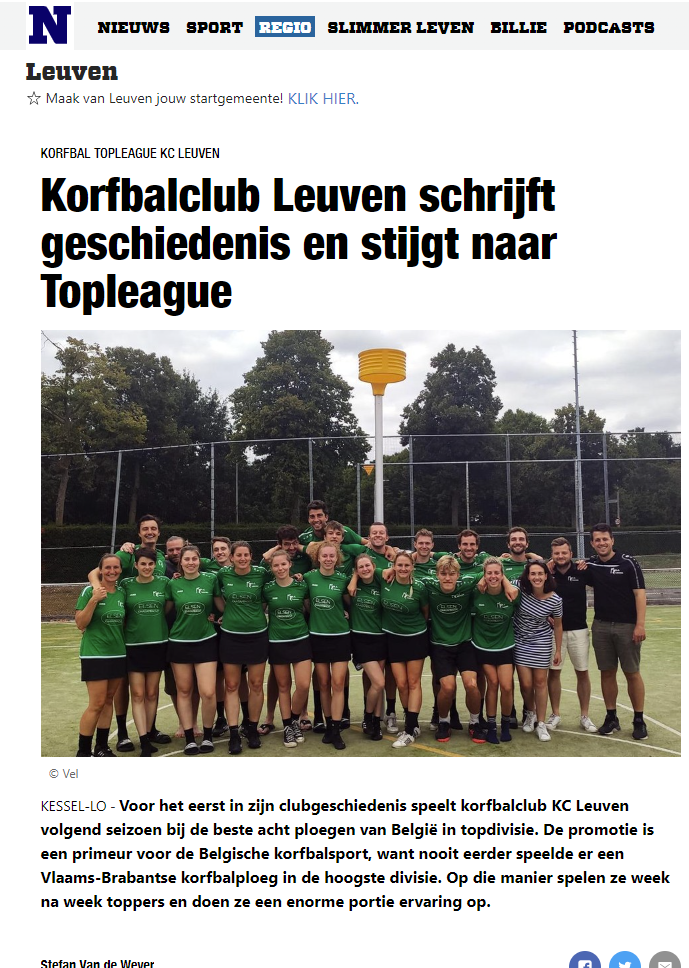 N NIEUWS SPORT REGIO SLIMMER LEVEN BILLIE PODCASTS
Leuven
☆ Maak van Leuven jouw startgemeente! KLIK HIER.
KORFBAL TOPLEAGUE KC LEUVEN
Korfbalclub Leuven schrijft
geschiedenis en stijgt naar
Topleague
ELSEN
ELSEN
ELSEN
© Vel
KESSEL-LO - Voor het eerst in zijn clubgeschiedenis speelt korfbalclub KC Leuven
volgend seizoen bij de beste acht ploegen van België in topdivisie. De promotie is
een primeur voor de Belgische korfbalsport, want nooit eerder speelde er een
Vlaams-Brabantse korfbalploeg in de hoogste divisie. Op die manier spelen ze week
na week toppers en doen ze een enorme portie ervaring op.
Stefan Van de Wever